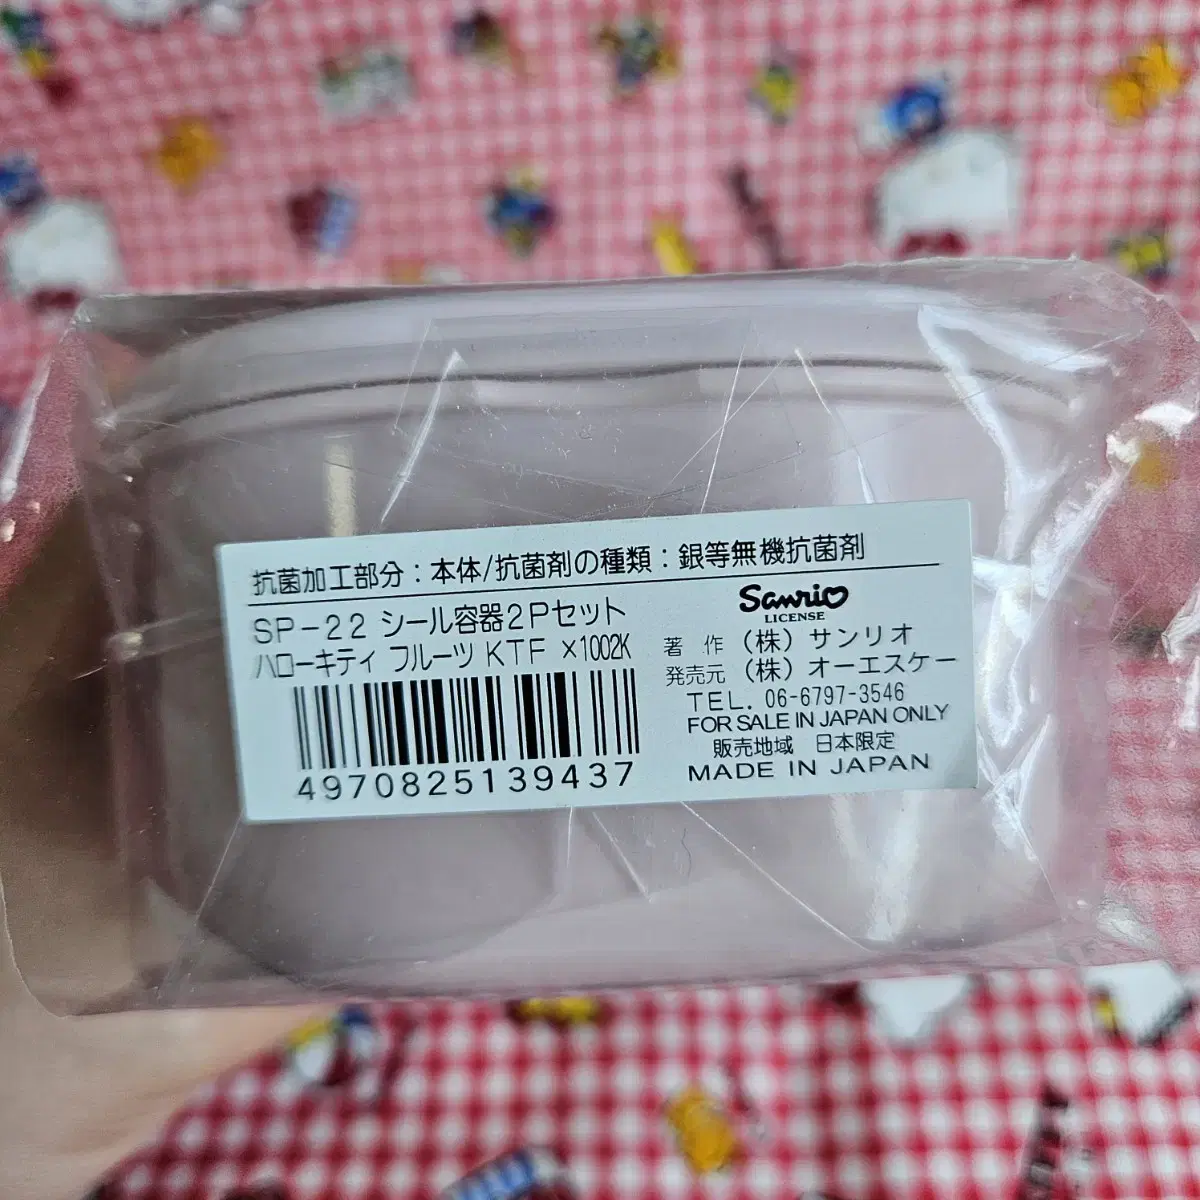 抗菌加工部分：本体/抗菌剤の種類：銀等無機抗菌剤
SP-22 シール容器2Pセット
ハローキティ フルーツ KTF ×1002K
4970825139437
Sanrio
LICENSE
著 作 (株) サンリオ
発売元 (株) オーエスケー
TEL. 06-6797-3546
FOR SALE IN JAPAN ONLY
販売地域 日本限定
MADE IN JAPAN